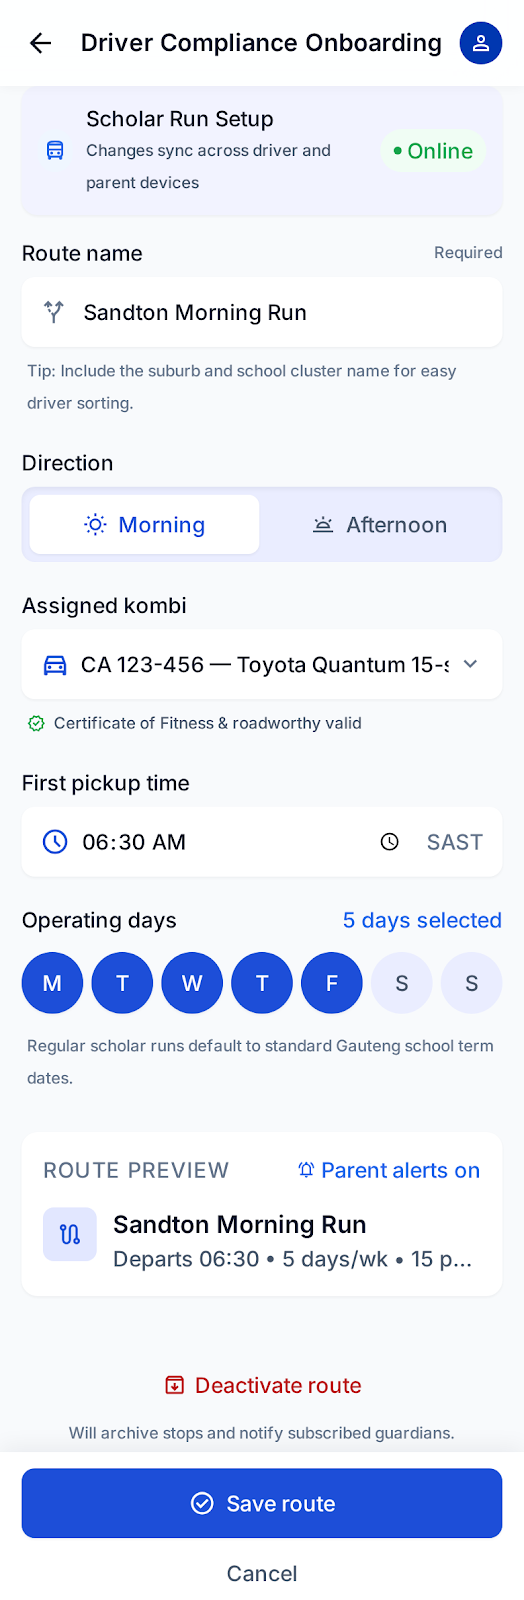 Driver Compliance Onboarding
Scholar Run Setup
Changes sync across driver and
parent devices
• Online
Route name
Required
Sandton Morning Run
Tip: Include the suburb and school cluster name for easy
driver sorting.
Direction
Morning
Afternoon
Assigned kombi
CA 123-456 — Toyota Quantum 15-s
Certificate of Fitness & roadworthy valid
First pickup time
06:30 AM
SAST
Operating days
5 days selected
M T W T F S S
Regular scholar runs default to standard Gauteng school term
dates.
ROUTE PREVIEW
Parent alerts on
Sandton Morning Run
Departs 06:30 • 5 days/wk • 15 p...
Deactivate route
Will archive stops and notify subscribed guardians.
Save route
Cancel